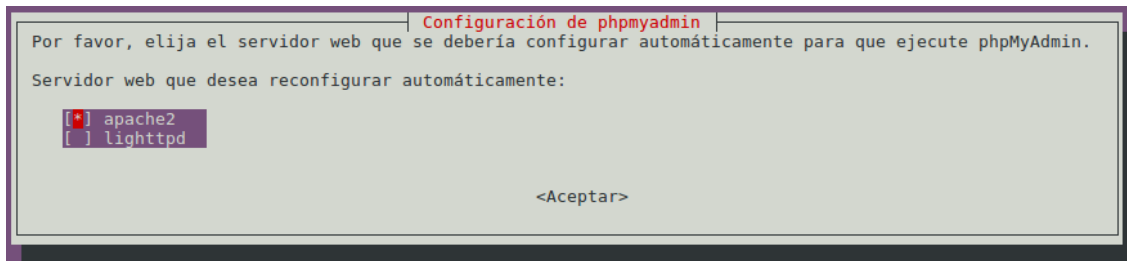 Configuración de phpmyadmin
Por favor, elija el servidor web que se debería configurar automáticamente para que ejecute phpMyAdmin.
Servidor web que desea reconfigurar automáticamente:
[*] apache2
[ ] lighttpd
<Aceptar>